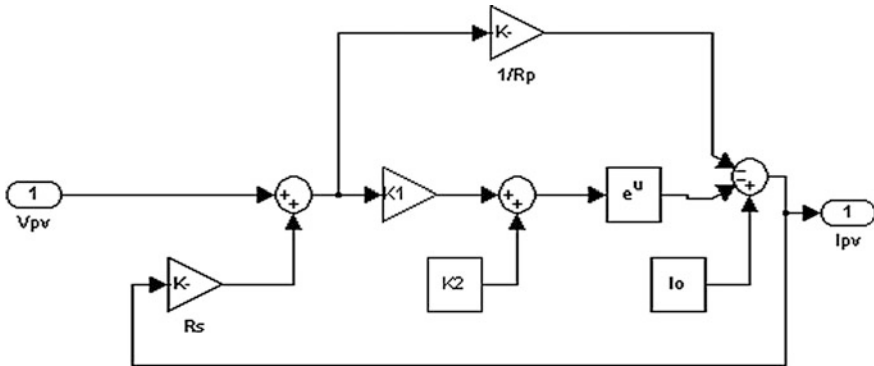 K-
1/Rp
1
Vpv
+
+
K1
+
+
e^u
−
−
+
1
Ipv
K-
Rs
K2
Io